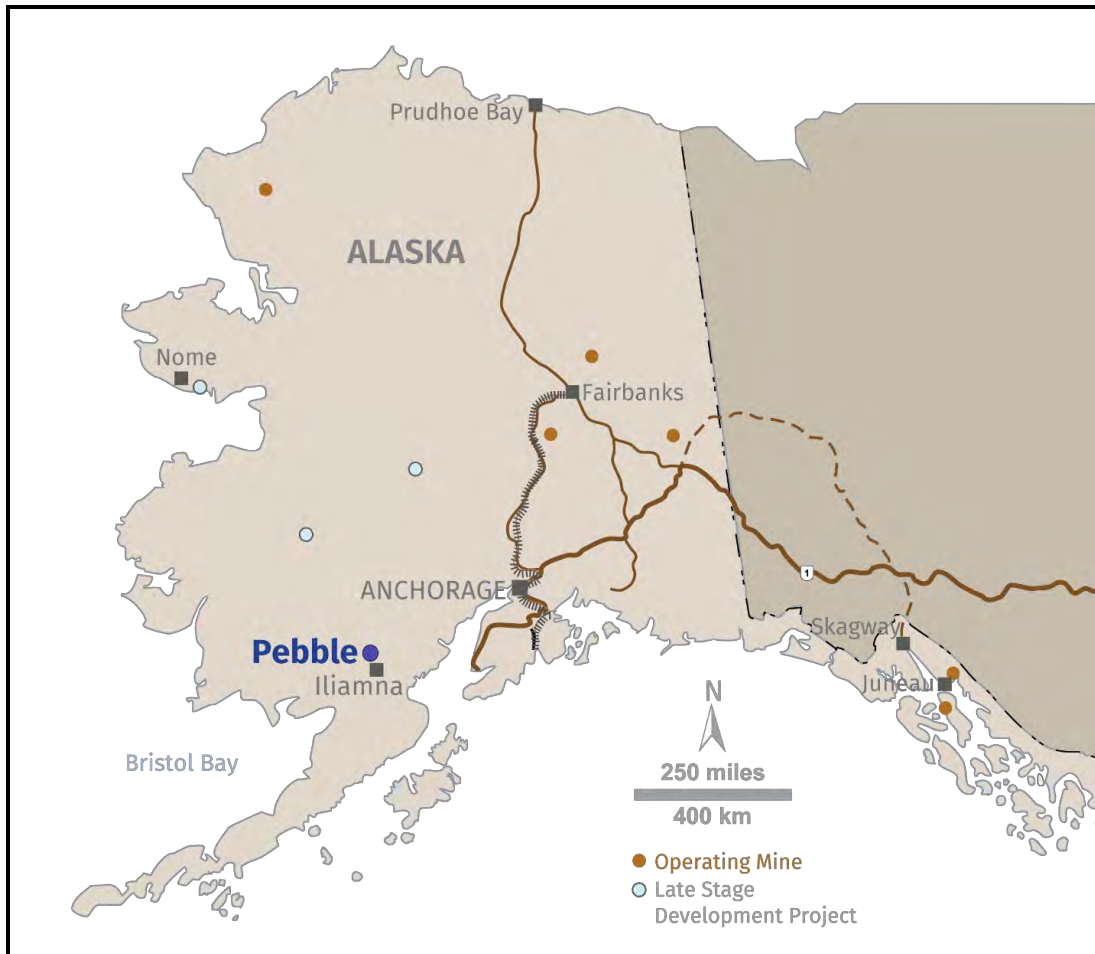 Prudhoe Bay
ALASKA
Nome
Fairbanks
1
ANCHORAGE
Skagway
Pebble
Iliamna
Juneau
N
Bristol Bay
250 miles
400 km
Operating Mine
Late Stage
Development Project